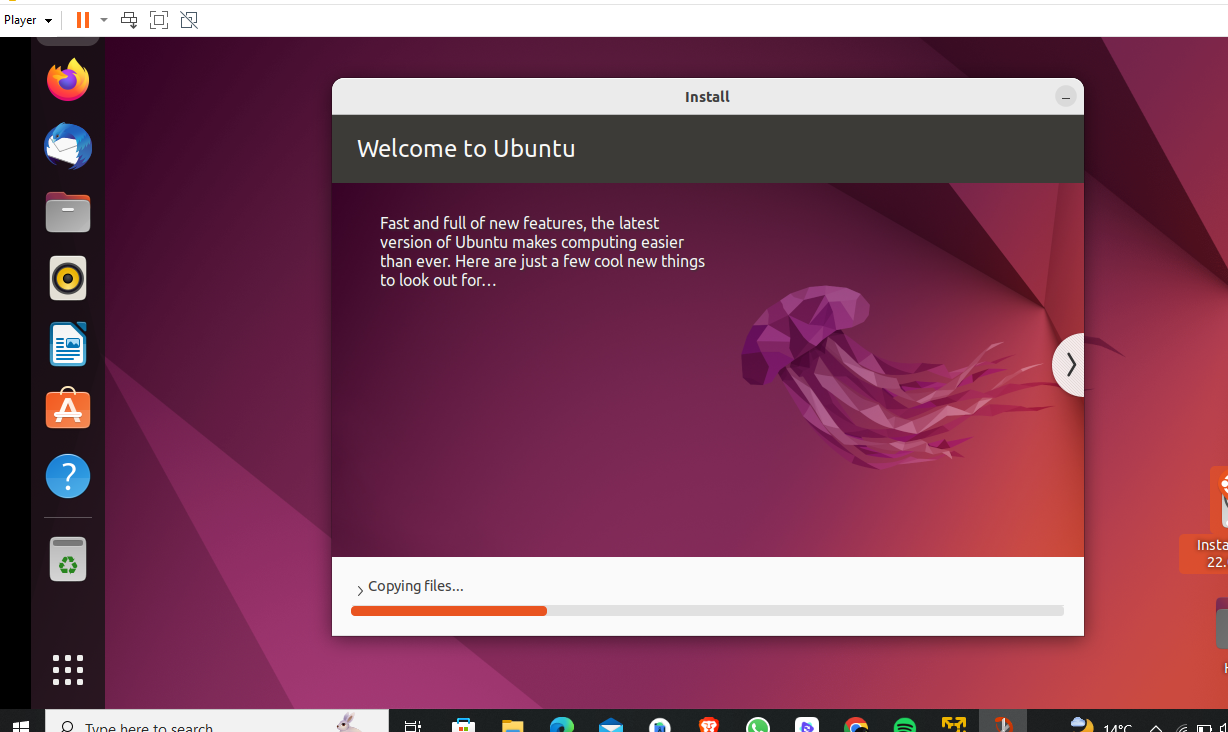 Player
Install
Welcome to Ubuntu
Fast and full of new features, the latest
version of Ubuntu makes computing easier
than ever. Here are just a few cool new things
to look out for…
Copying files...
Insta
22.
H
Type here to search
14°C